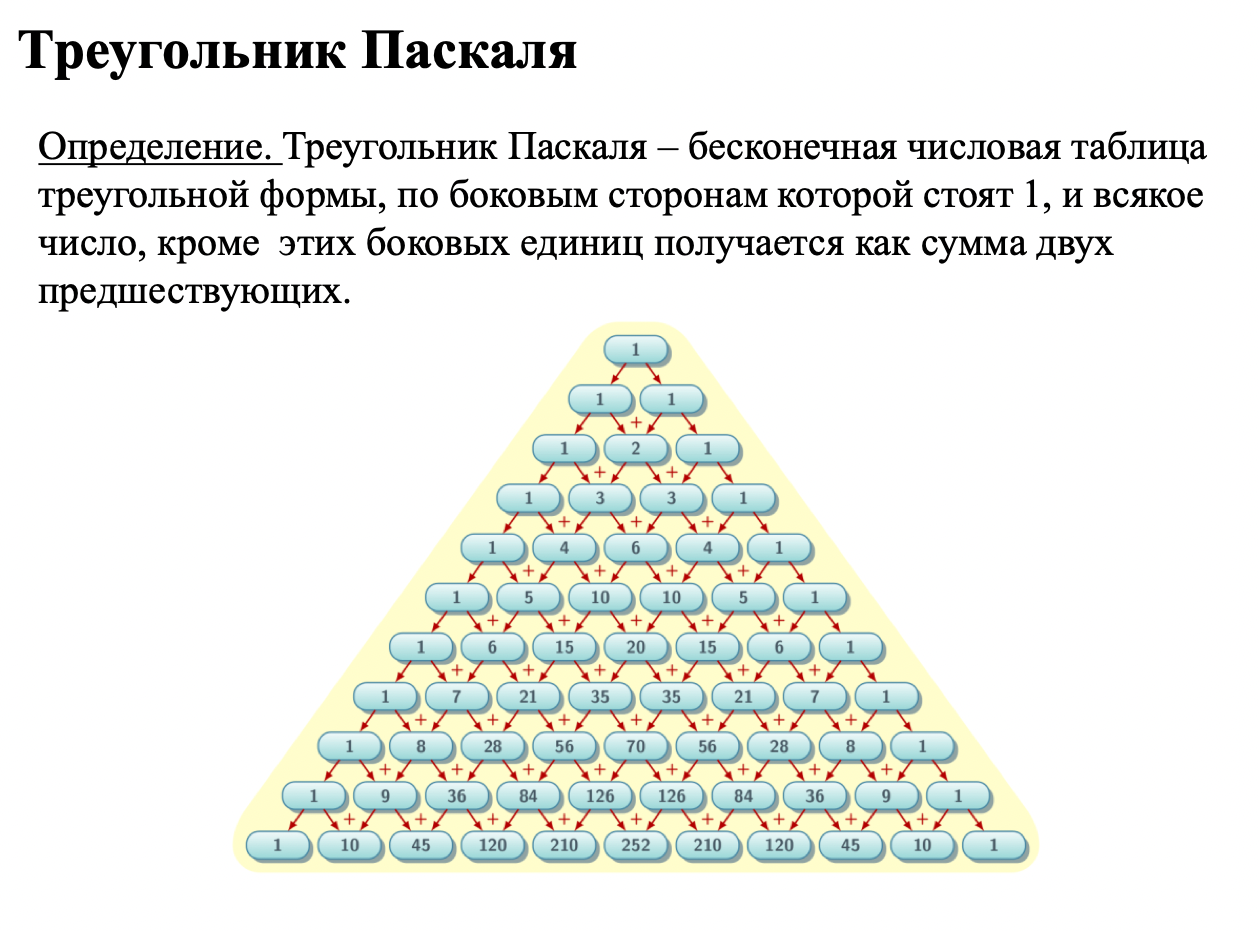 Треугольник Паскаля
Определение. Треугольник Паскаля – бесконечная числовая таблица
треугольной формы, по боковым сторонам которой стоят 1, и всякое
число, кроме этих боковых единиц получается как сумма двух
предшествующих.
1
1 1
+
1 2 1
+ +
1 3 3 1
+ + +
1 4 6 4 1
+ + + +
1 5 10 10 5 1
+ + + + +
1 6 15 20 15 6 1
+ + + + + +
1 7 21 35 35 21 7 1
+ + + + + + +
1 8 28 56 70 56 28 8 1
+ + + + + + + +
1 9 36 84 126 126 84 36 9 1
+ + + + + + + + +
1 10 45 120 210 252 210 120 45 10 1